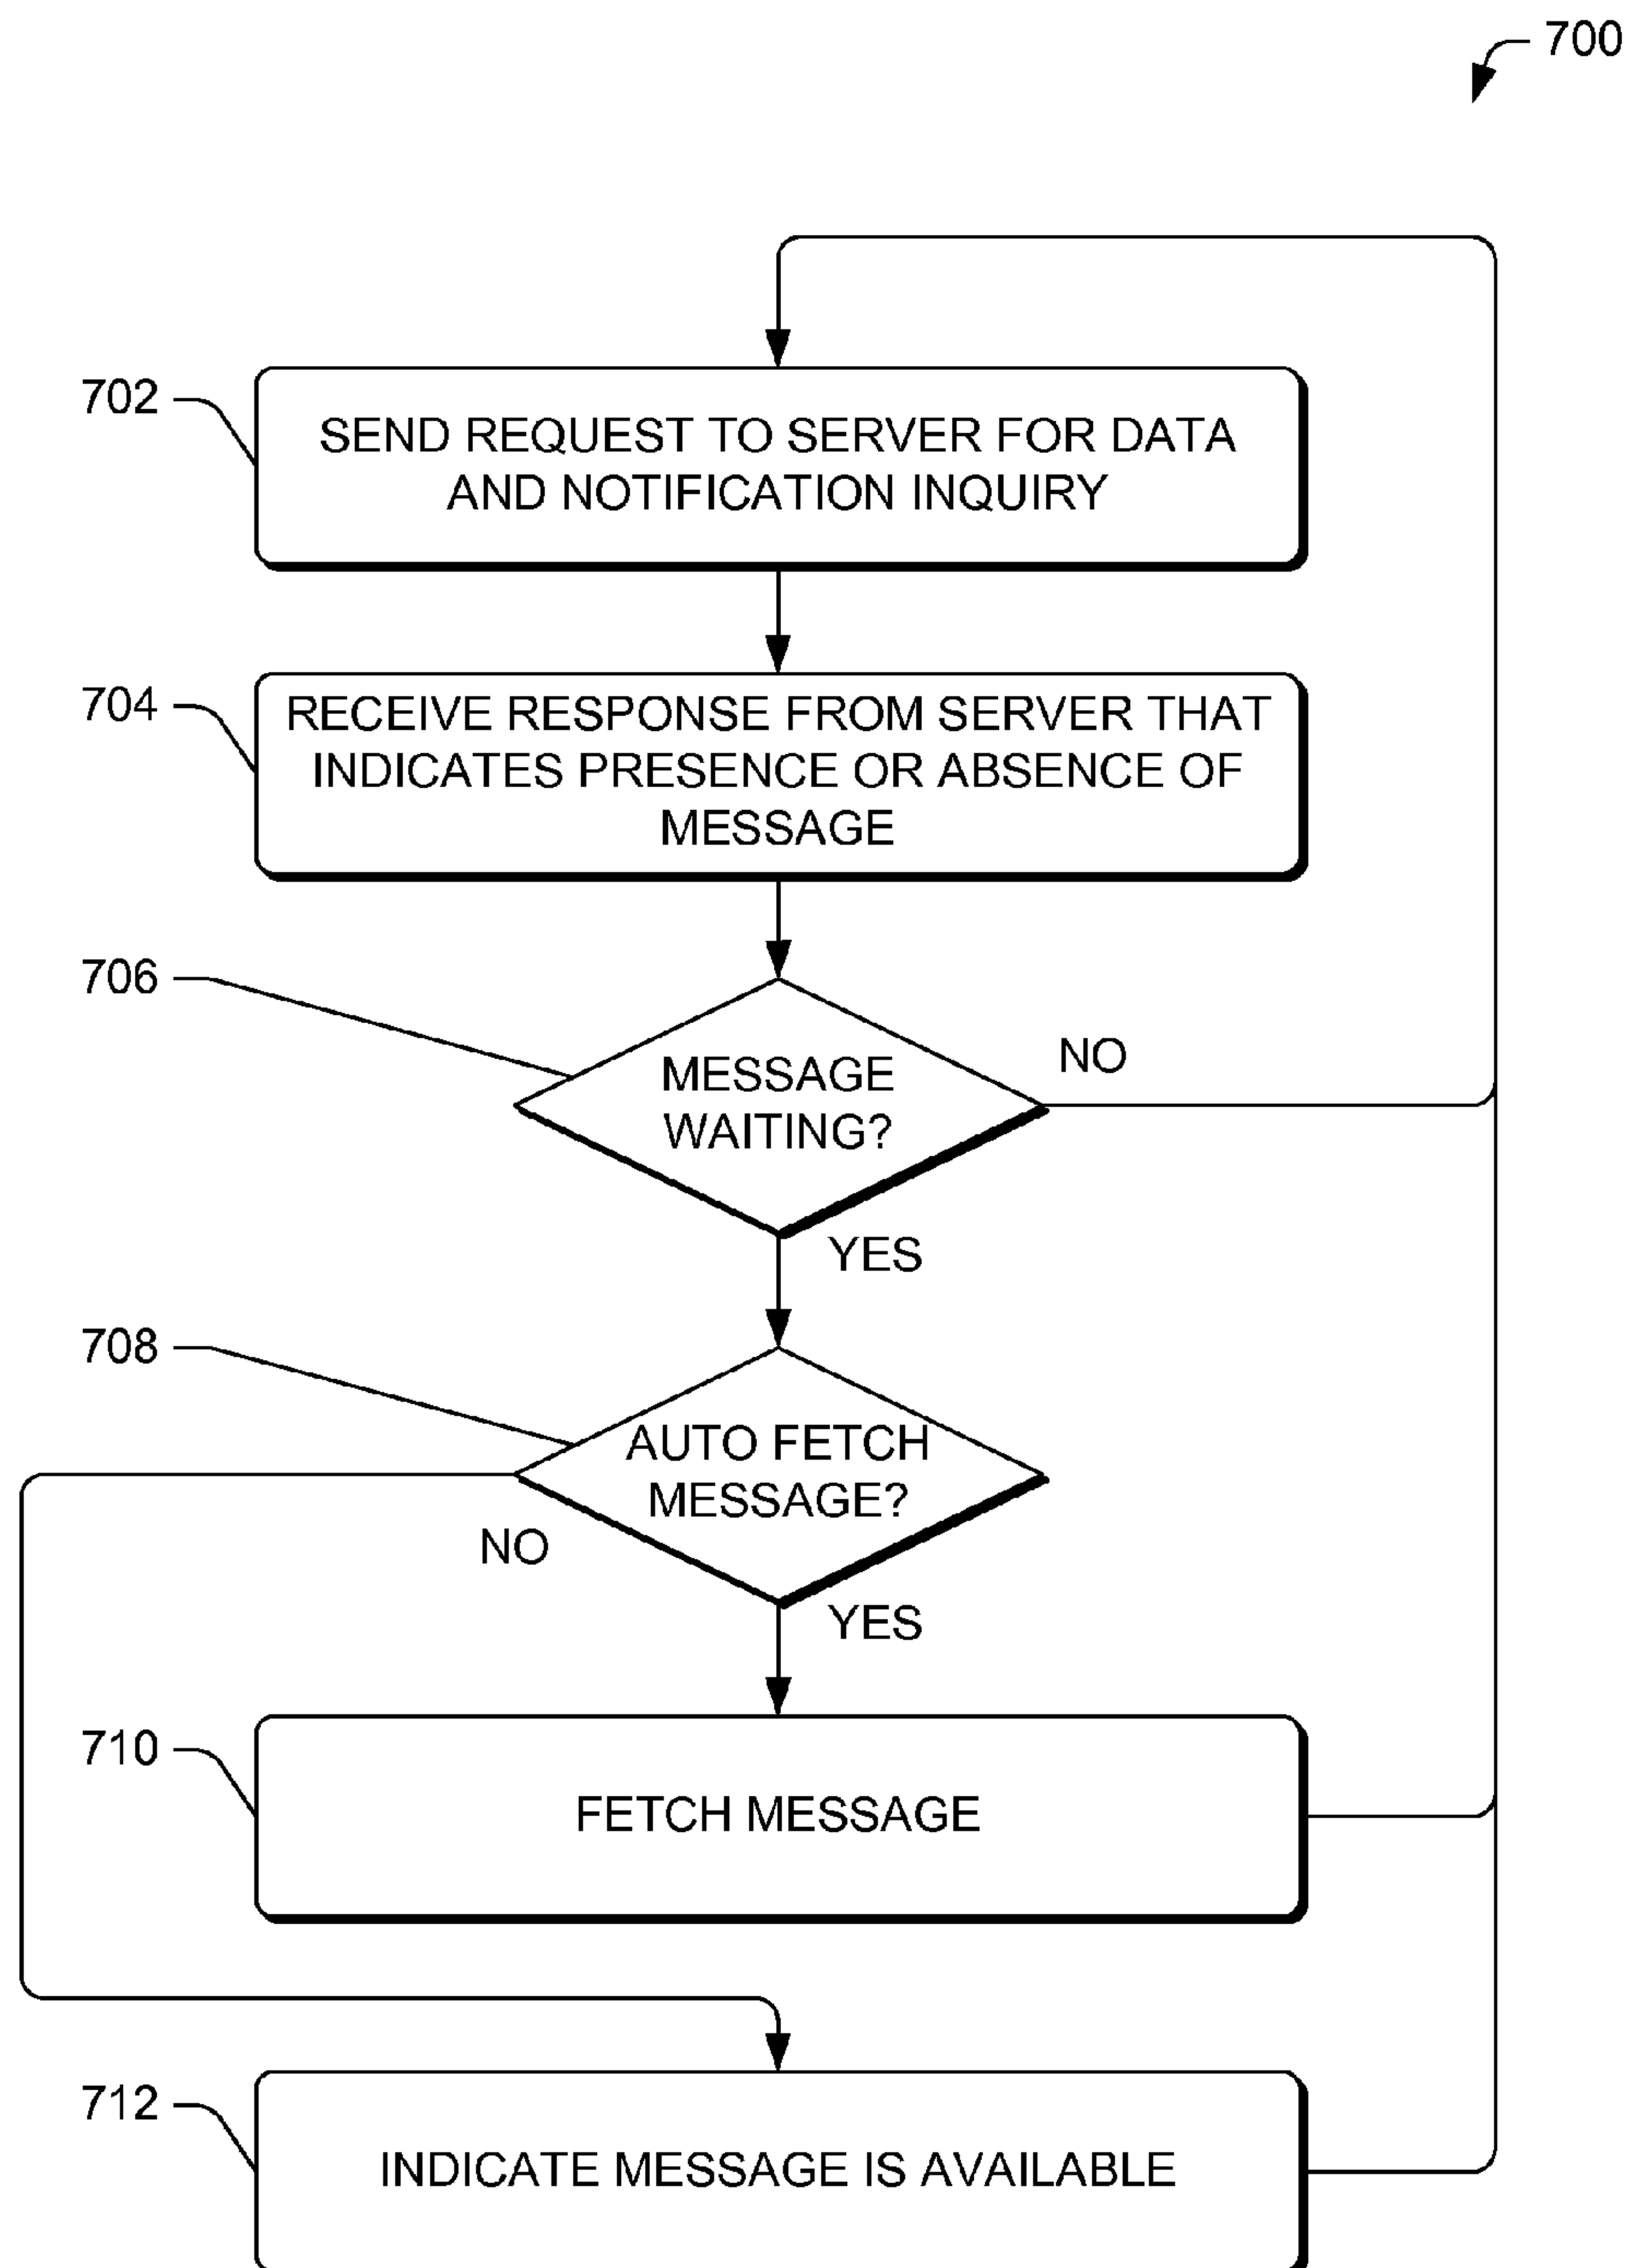 700
702
SEND REQUEST TO SERVER FOR DATA
AND NOTIFICATION INQUIRY
704
RECEIVE RESPONSE FROM SERVER THAT
INDICATES PRESENCE OR ABSENCE OF
MESSAGE
706
MESSAGE
WAITING?
NO
YES
708
AUTO FETCH
MESSAGE?
NO
YES
710
FETCH MESSAGE
712
INDICATE MESSAGE IS AVAILABLE